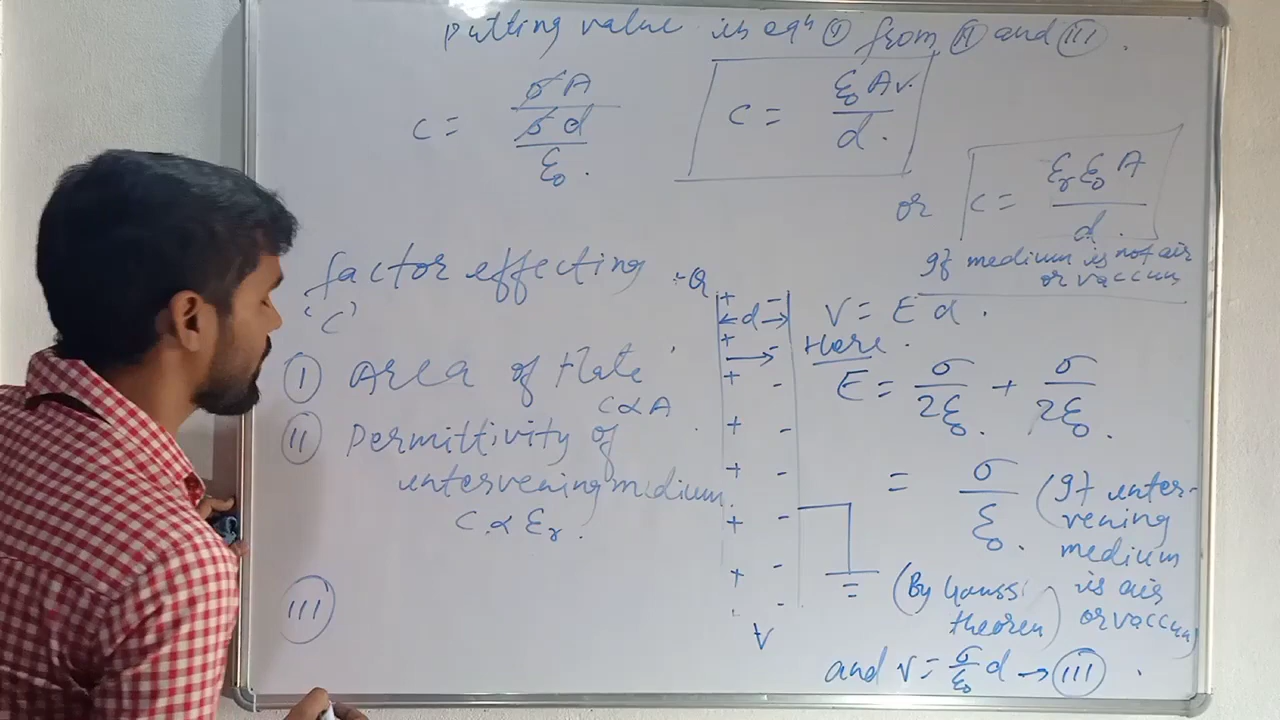 putting value is eqn (I) from (II) and (III).
C = σA / (σd / ε₀).
C = ε₀A / d.
or C = εᵣε₀A / d.
If medium is not air
or vaccum
factor effecting
'C'
(I) Area of Plate
C∝A
(II) Permittivity of
intervening medium.
C ∝ εᵣ.
(III)
+Q
← d →
+ -
+ -
+ -
+ -
+ -
+ -
+ -
V
V = E d.
Here.
E = σ/2ε₀ + σ/2ε₀.
= σ/ε₀. (If inter-
vening
medium
is air
or vaccum)
(By Gauss
theorem)
and V = σ/ε₀ d → (III)